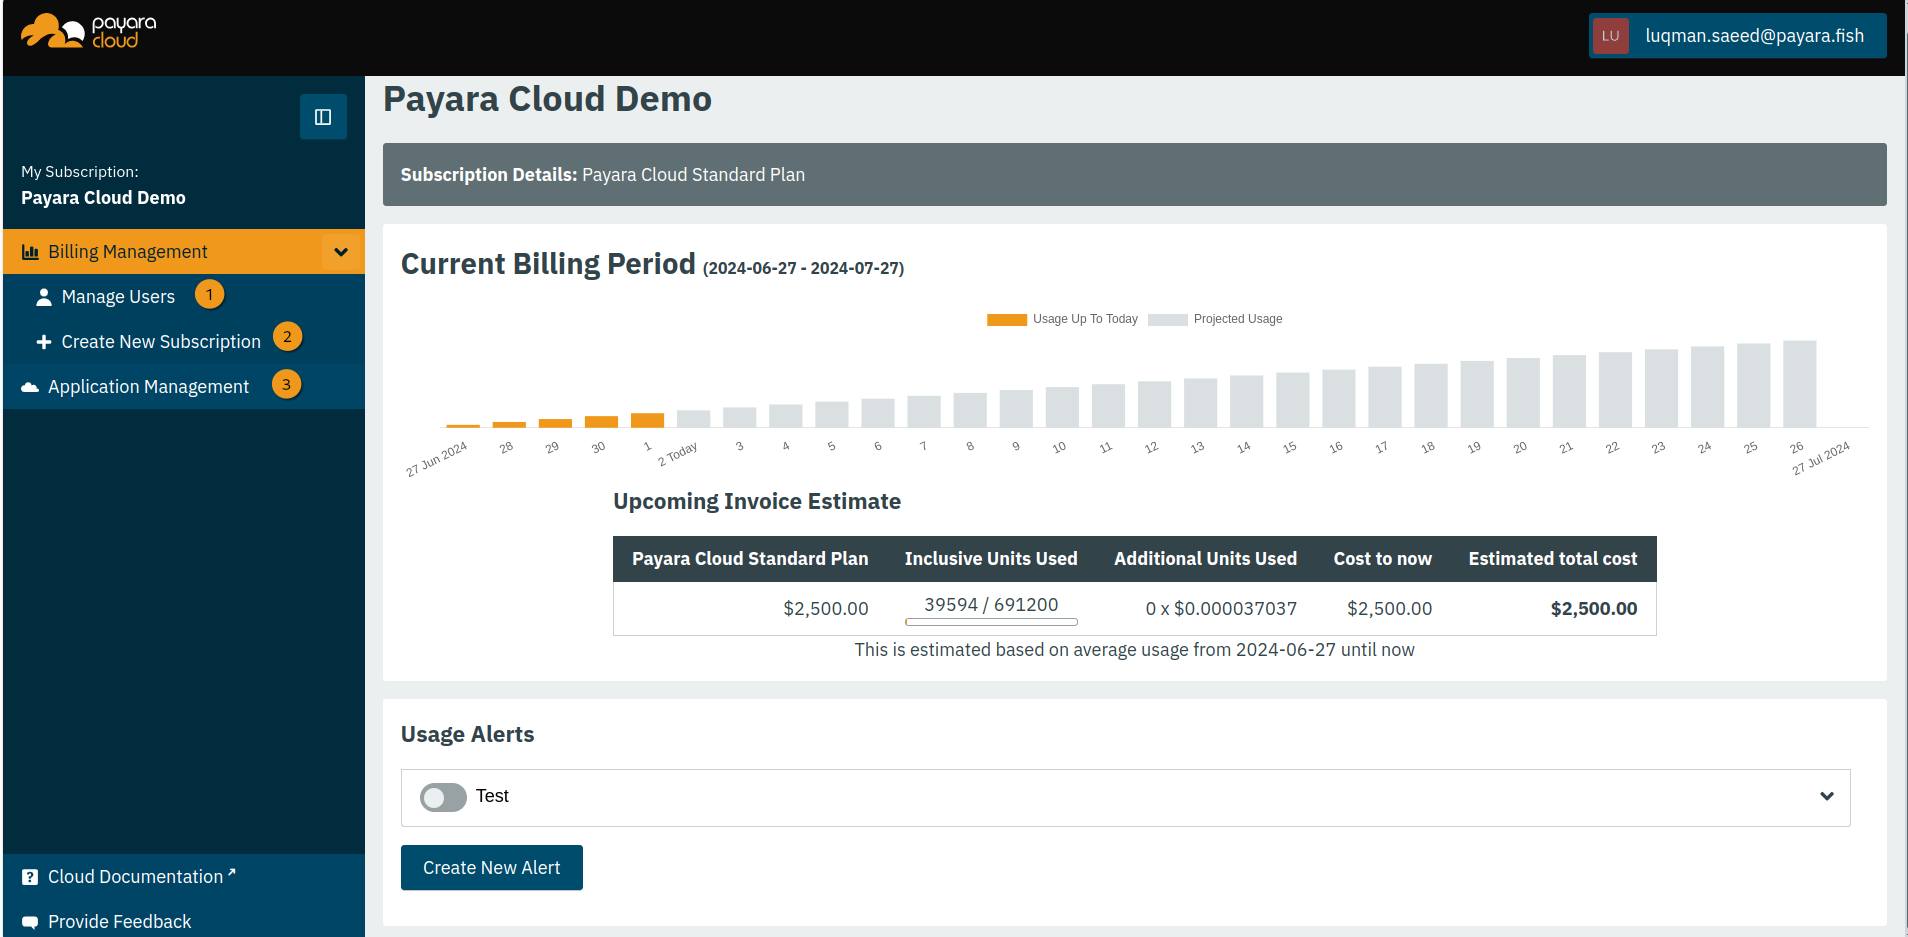 payara
cloud
LU
luqman.saeed@payara.fish
My Subscription:
Payara Cloud Demo
Billing Management
Manage Users 1
Create New Subscription 2
Application Management 3
Cloud Documentation
Provide Feedback
Payara Cloud Demo
Subscription Details: Payara Cloud Standard Plan
Current Billing Period (2024-06-27 - 2024-07-27)
Usage Up To Today Projected Usage
27 Jun 2024 28 29 30 1 2 Today 3 4 5 6 7 8 9 10 11 12 13 14 15 16 17 18 19 20 21 22 23 24 25 26 27 Jul 2024
Upcoming Invoice Estimate
Payara Cloud Standard Plan Inclusive Units Used Additional Units Used Cost to now Estimated total cost
$2,500.00 39594 / 691200 0 x $0.000037037 $2,500.00 $2,500.00
This is estimated based on average usage from 2024-06-27 until now
Usage Alerts
Test
Create New Alert